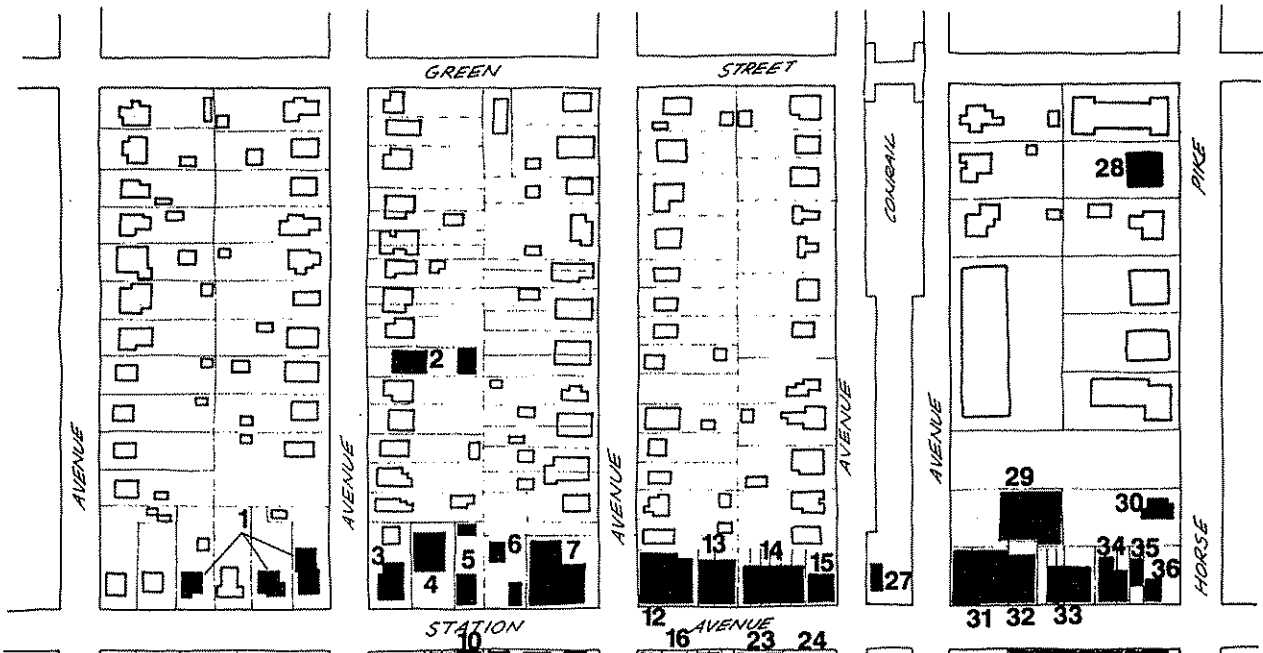 GREEN
STREET
CONRAIL
28
PIKE
2
AVENUE
AVENUE
AVENUE
AVENUE
AVENUE
29
30
HORSE
1
3
4
5
6
7
13
14
15
27
34
35
36
12
31
32
33
STATION
AVENUE
10
16
23
24